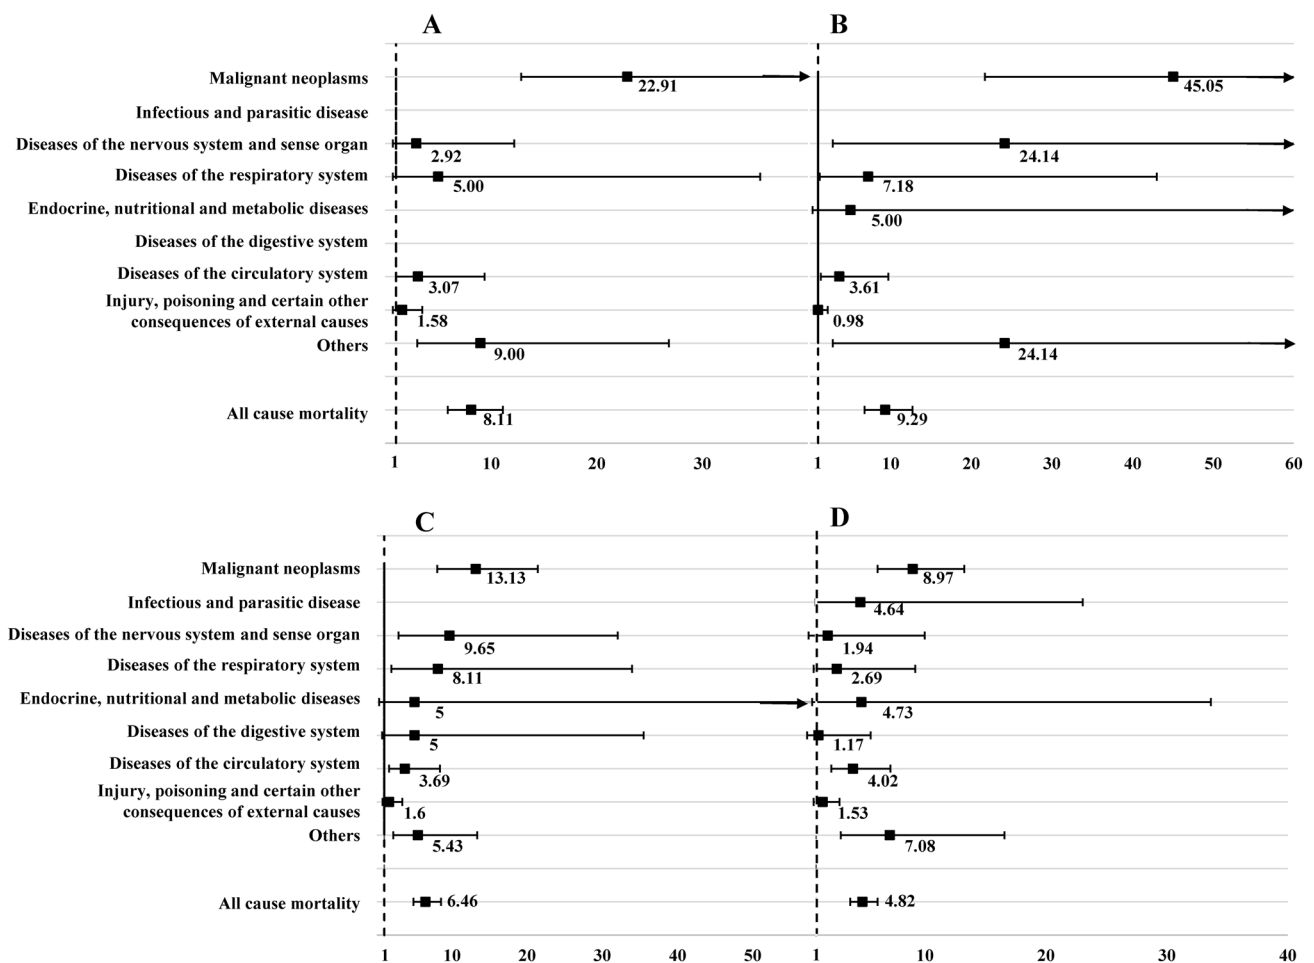 A
B
Malignant neoplasms
22.91
45.05
Infectious and parasitic disease
Diseases of the nervous system and sense organ
2.92
24.14
Diseases of the respiratory system
5.00
7.18
Endocrine, nutritional and metabolic diseases
5.00
Diseases of the digestive system
Diseases of the circulatory system
3.07
3.61
Injury, poisoning and certain other
consequences of external causes
1.58
0.98
Others
9.00
24.14
All cause mortality
8.11
9.29
1 10 20 30
1 10 20 30 40 50 60
C
D
Malignant neoplasms
13.13
8.97
Infectious and parasitic disease
4.64
Diseases of the nervous system and sense organ
9.65
1.94
Diseases of the respiratory system
8.11
2.69
Endocrine, nutritional and metabolic diseases
5
4.73
Diseases of the digestive system
5
1.17
Diseases of the circulatory system
3.69
4.02
Injury, poisoning and certain other
consequences of external causes
1.6
1.53
Others
5.43
7.08
All cause mortality
6.46
4.82
1 10 20 30 40 50
1 10 20 30 40